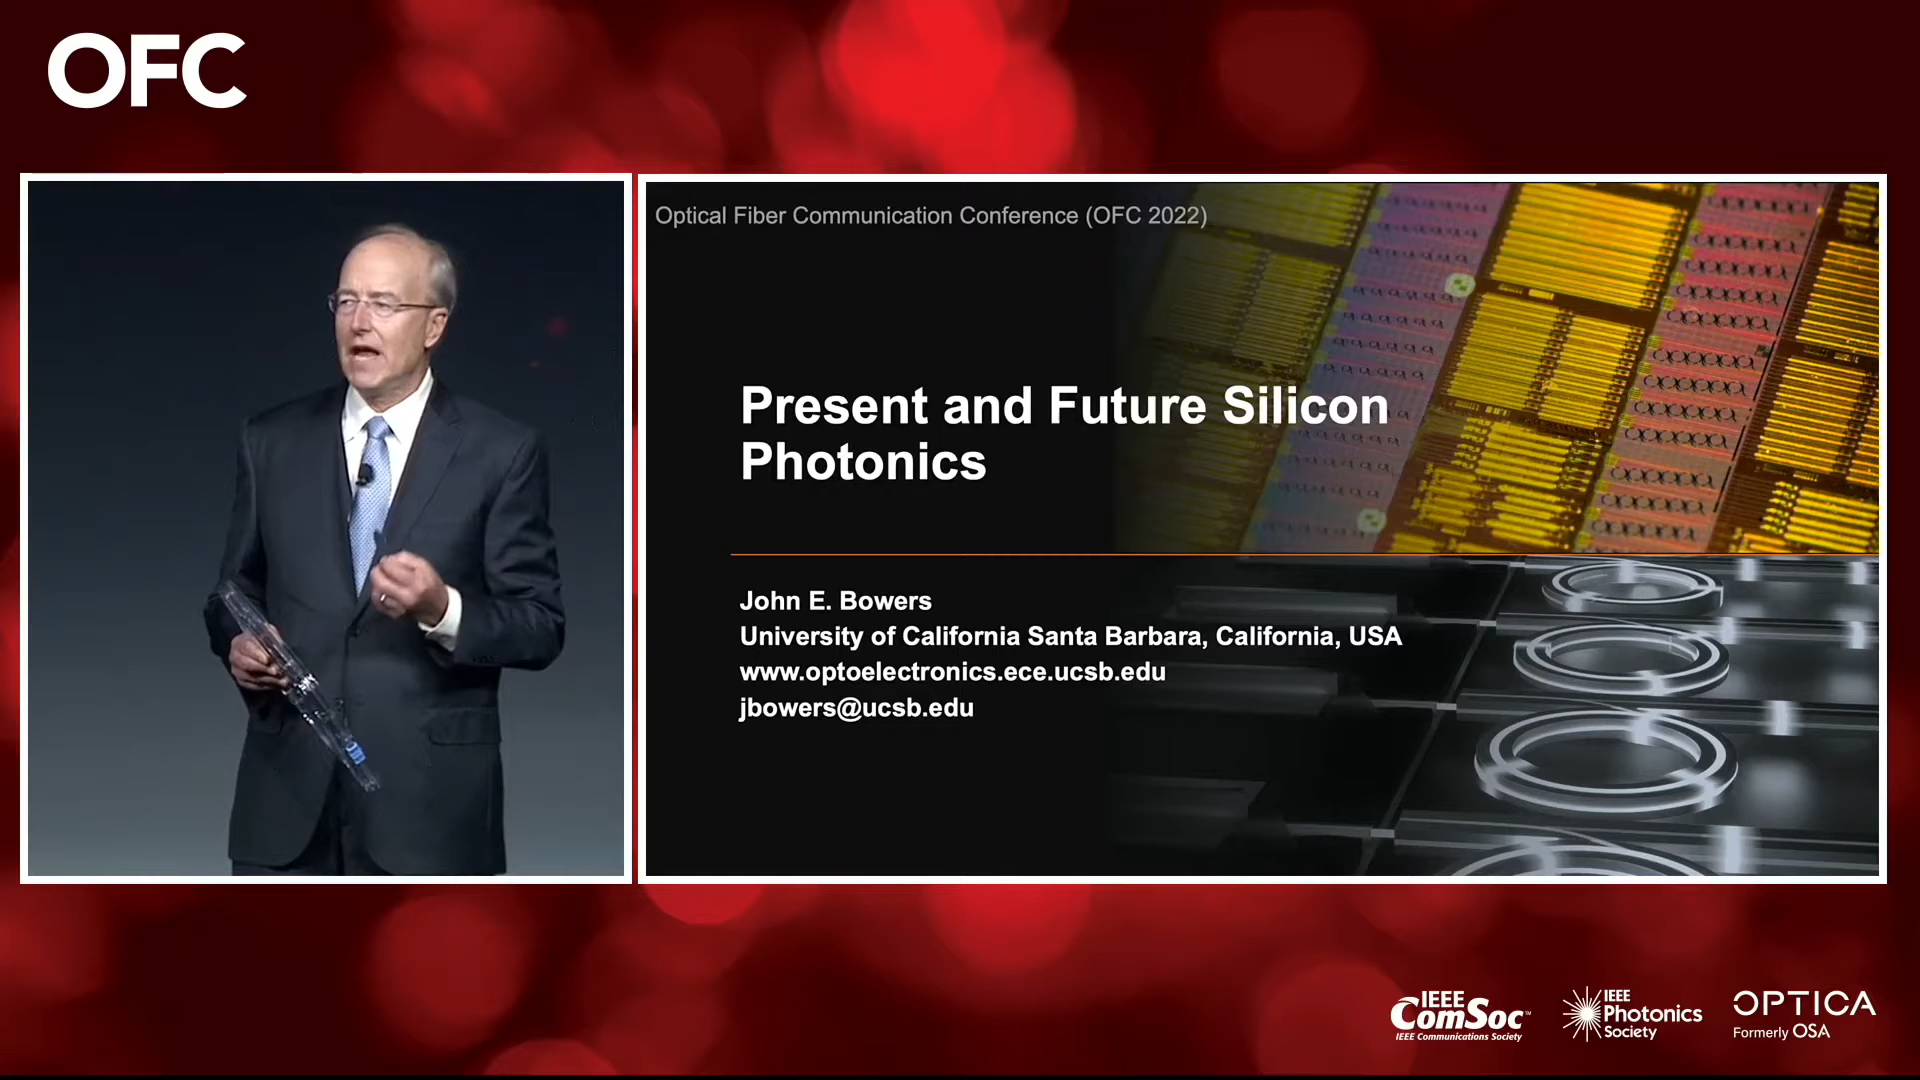 OFC
Optical Fiber Communication Conference (OFC 2022)
Present and Future Silicon
Photonics
John E. Bowers
University of California Santa Barbara, California, USA
www.optoelectronics.ece.ucsb.edu
jbowers@ucsb.edu
IEEE
ComSoc™
IEEE Communications Society
IEEE
Photonics
Society
OPTICA
Formerly OSA